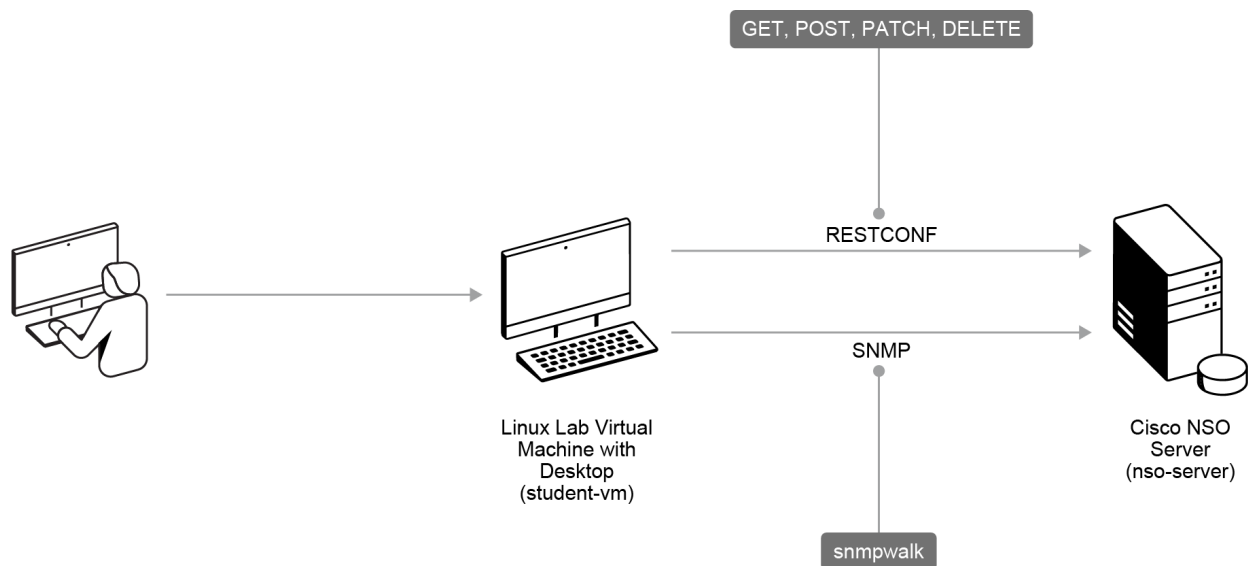 GET, POST, PATCH, DELETE
RESTCONF
SNMP
Linux Lab Virtual
Machine with
Desktop
(student-vm)
Cisco NSO
Server
(nso-server)
snmpwalk